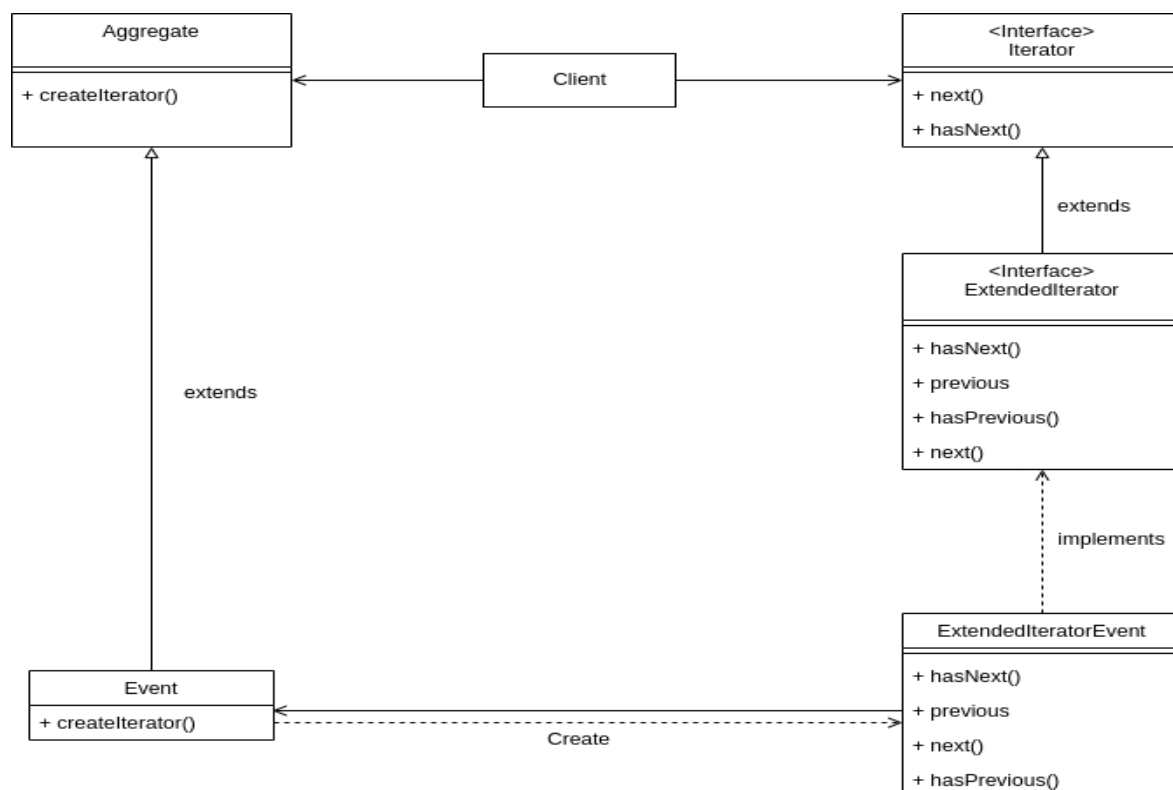 Aggregate
+ createIterator()
Client
<Interface>
Iterator
+ next()
+ hasNext()
extends
<Interface>
ExtendedIterator
+ hasNext()
+ previous
+ hasPrevious()
+ next()
extends
implements
ExtendedIteratorEvent
+ hasNext()
+ previous
+ next()
+ hasPrevious()
Event
+ createIterator()
Create